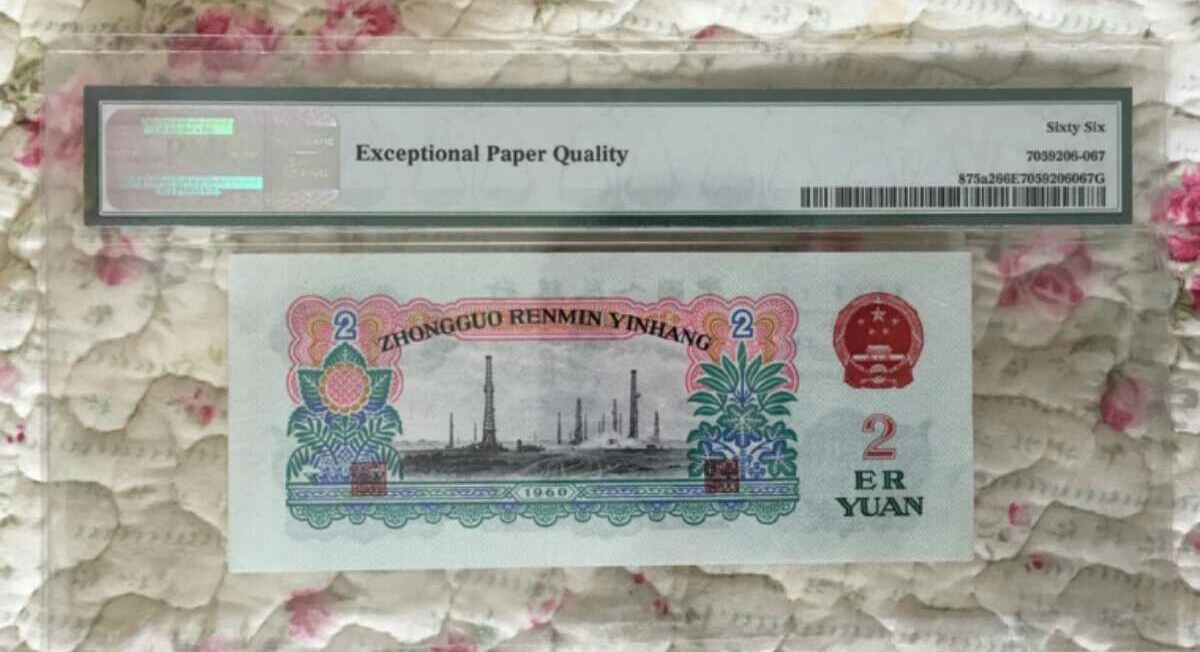 Sixty Six
Exceptional Paper Quality
7059206-067
875a266E7059206067G
2
ZHONGGUO RENMIN YINHANG
2
2
ER
YUAN
1960